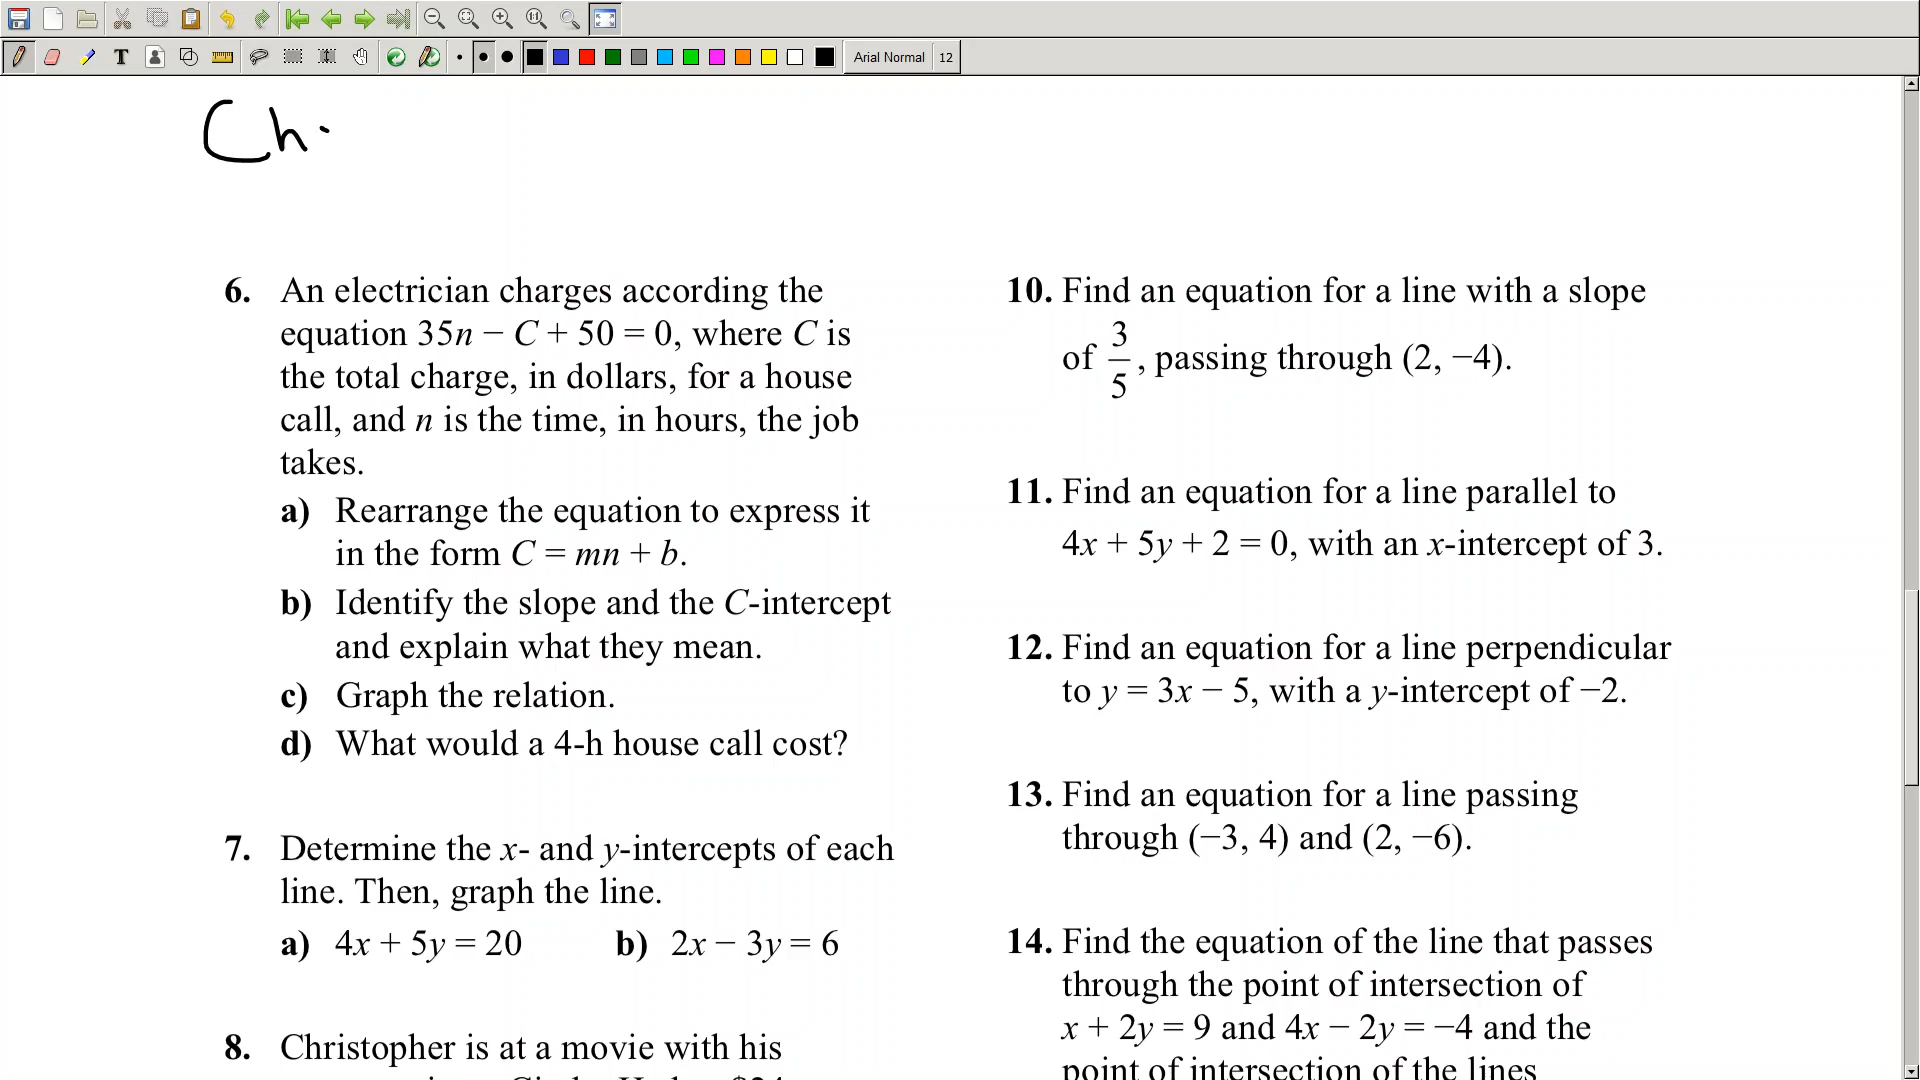 T
Arial Normal 12
Ch.
6. An electrician charges according the
equation 35n − C + 50 = 0, where C is
the total charge, in dollars, for a house
call, and n is the time, in hours, the job
takes.
a) Rearrange the equation to express it
in the form C = mn + b.
b) Identify the slope and the C-intercept
and explain what they mean.
c) Graph the relation.
d) What would a 4-h house call cost?
7. Determine the x- and y-intercepts of each
line. Then, graph the line.
a) 4x + 5y = 20 b) 2x − 3y = 6
8. Christopher is at a movie with his
10. Find an equation for a line with a slope
of 3/5, passing through (2, −4).
11. Find an equation for a line parallel to
4x + 5y + 2 = 0, with an x-intercept of 3.
12. Find an equation for a line perpendicular
to y = 3x − 5, with a y-intercept of −2.
13. Find an equation for a line passing
through (−3, 4) and (2, −6).
14. Find the equation of the line that passes
through the point of intersection of
x + 2y = 9 and 4x − 2y = −4 and the
point of intersection of the lines